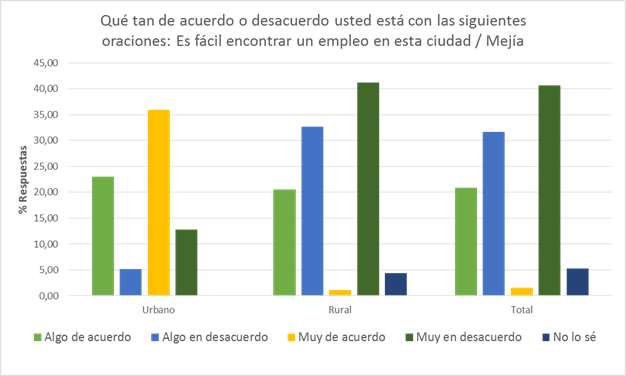 Qué tan de acuerdo o desacuerdo usted está con las siguientes
oraciones: Es fácil encontrar un empleo en esta ciudad / Mejía
45,00
40,00
35,00
30,00
25,00
20,00
15,00
10,00
5,00
0,00
% Respuestas
Urbano Rural Total
Algo de acuerdo Algo en desacuerdo Muy de acuerdo Muy en desacuerdo No lo sé